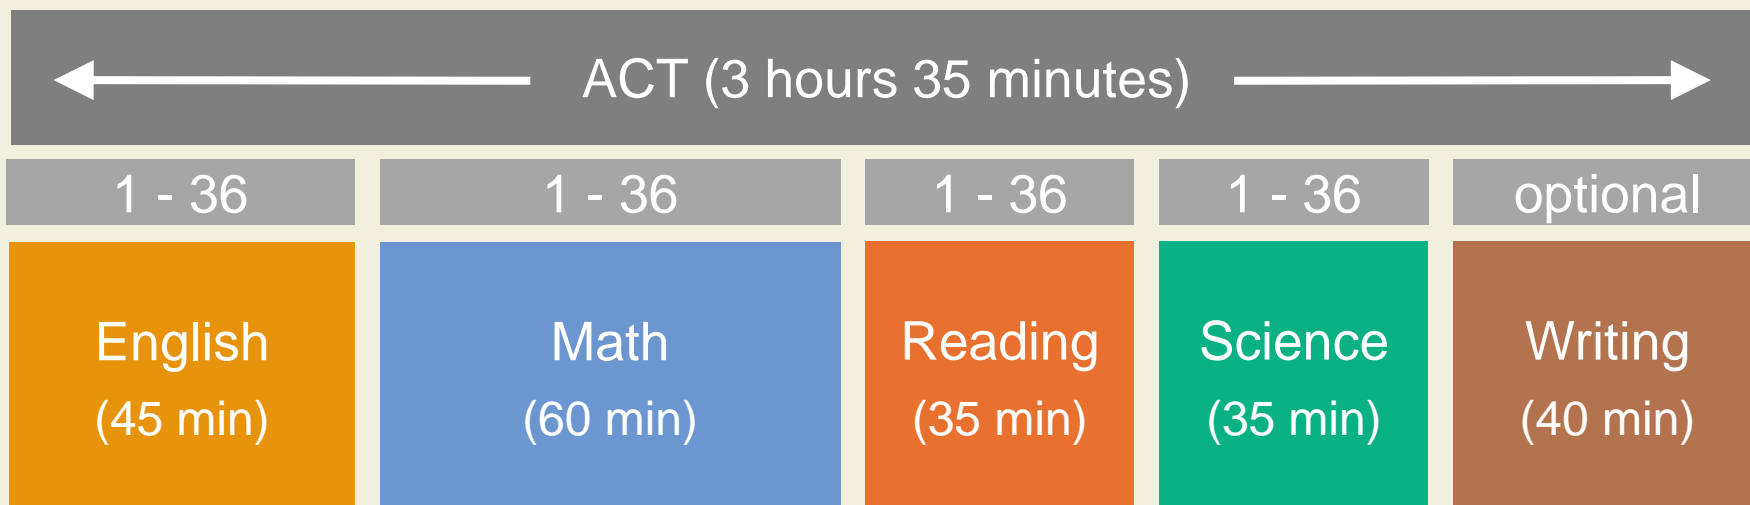 ACT (3 hours 35 minutes)
1 - 36
1 - 36
1 - 36
1 - 36
optional
English
(45 min)
Math
(60 min)
Reading
(35 min)
Science
(35 min)
Writing
(40 min)